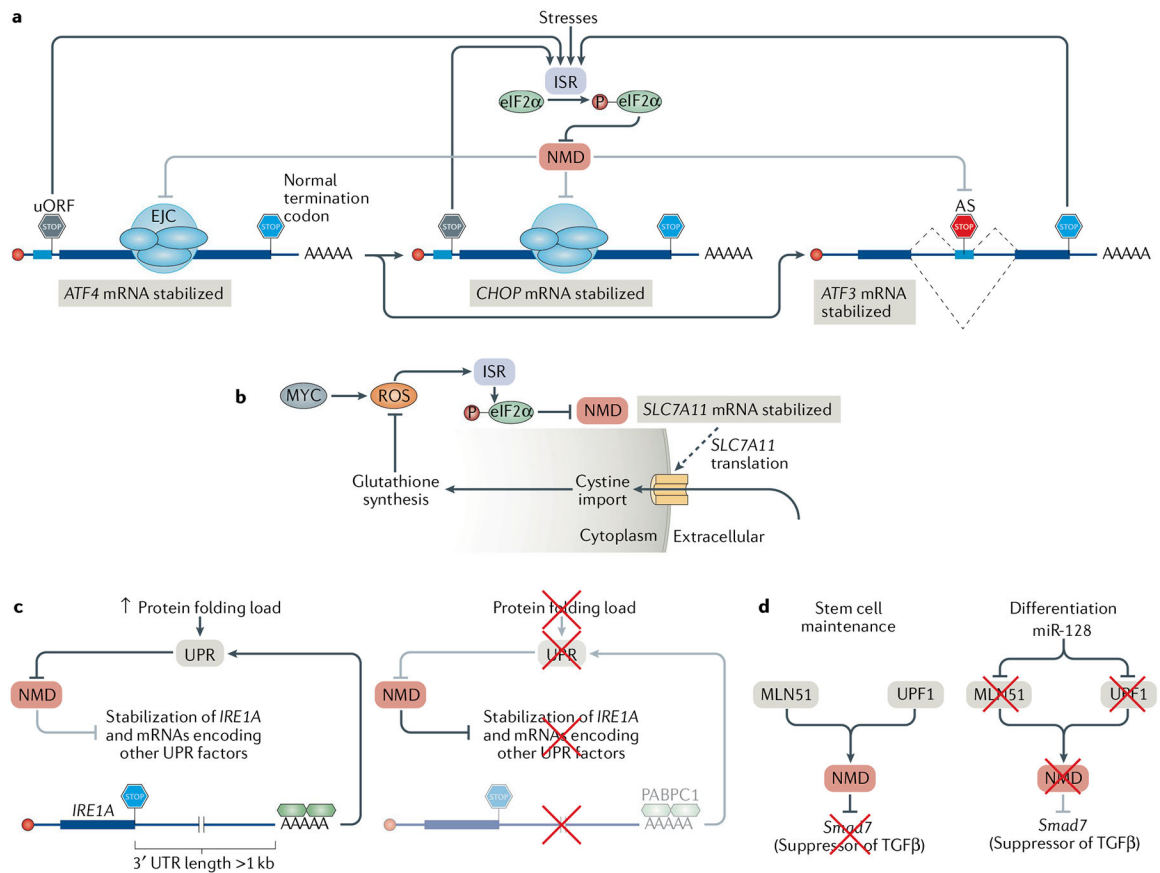 a
Stresses
ISR
eIF2α
P
eIF2α
NMD
uORF
STOP
EJC
Normal
termination
codon
STOP
AAAAA
STOP
STOP
AAAAA
AS
STOP
STOP
AAAAA
ATF4 mRNA stabilized
CHOP mRNA stabilized
ATF3 mRNA
stabilized
b
MYC
ROS
ISR
P
eIF2α
NMD
SLC7A11 mRNA stabilized
SLC7A11
translation
Glutathione
synthesis
Cystine
import
Cytoplasm
Extracellular
c
↑ Protein folding load
UPR
NMD
Stabilization of IRE1A
and mRNAs encoding
other UPR factors
IRE1A
STOP
AAAAA
3′ UTR length >1 kb
Protein folding load
UPR
NMD
Stabilization of IRE1A
and mRNAs encoding
other UPR factors
STOP
PABPC1
AAAAA
d
Stem cell
maintenance
MLN51
UPF1
NMD
Smad7
(Suppressor of TGFβ)
Differentiation
miR-128
MLN51
UPF1
NMD
Smad7
(Suppressor of TGFβ)